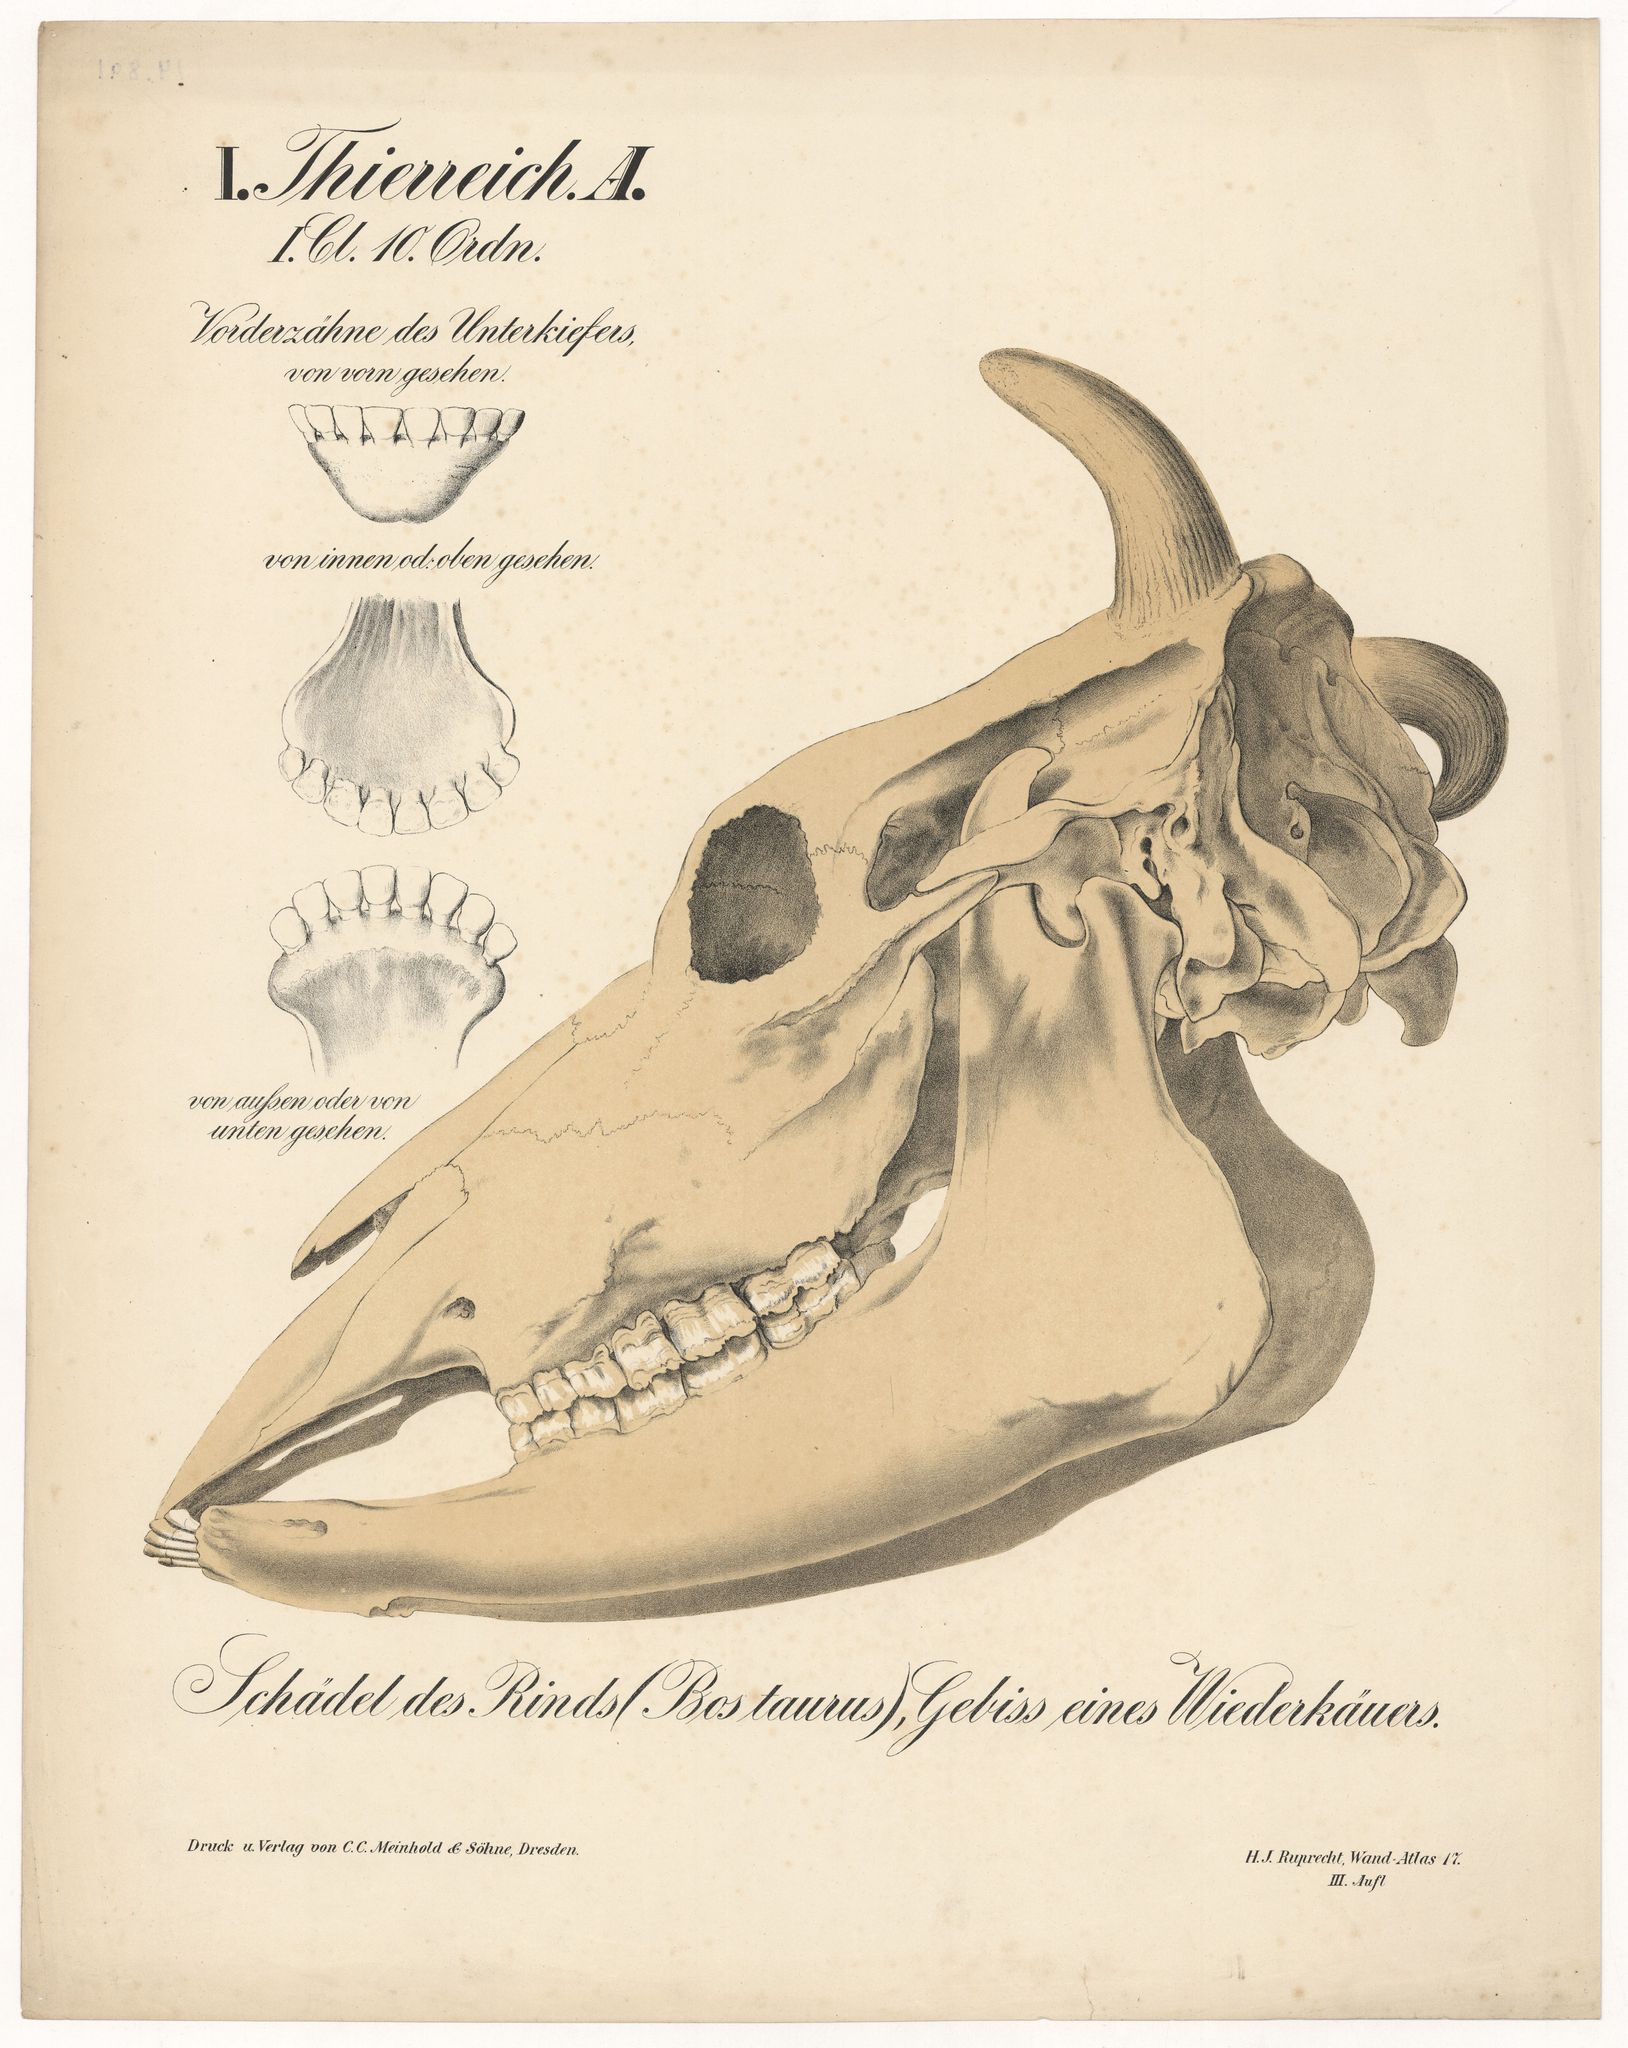 I. Thierreich. A.
I. Cl. 10. Ordn.
Vorderzähne des Unterkiefers,
von vorn gesehen.
von innen od: oben gesehen.
von außen oder von
unten gesehen.
Schädel des Rinds (Bos taurus), Gebiss eines Wiederkäuers.
Druck u. Verlag von C. C. Meinhold & Söhne, Dresden.
H. J. Ruprecht, Wand-Atlas 17.
III. Aufl